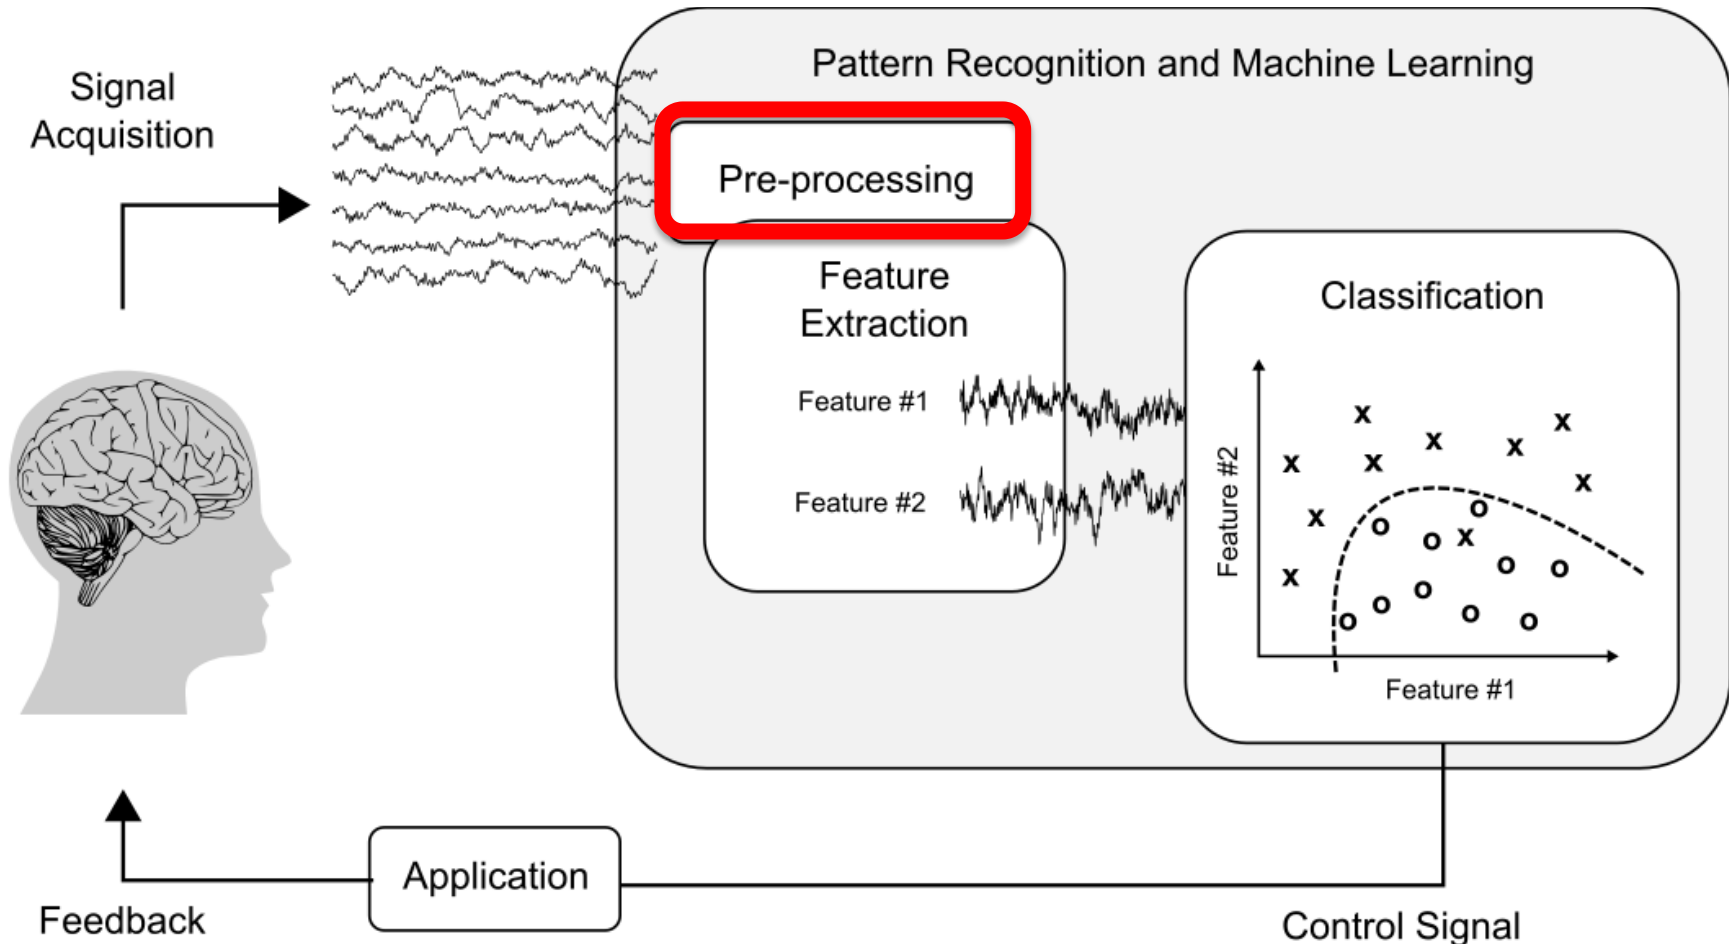 Signal
Acquisition
Pattern Recognition and Machine Learning
Pre-processing
Feature
Extraction
Feature #1
Feature #2
Classification
Feature #2
x x x x x x x x x x x
o o o o o o o o o o o
Feature #1
Application
Feedback
Control Signal